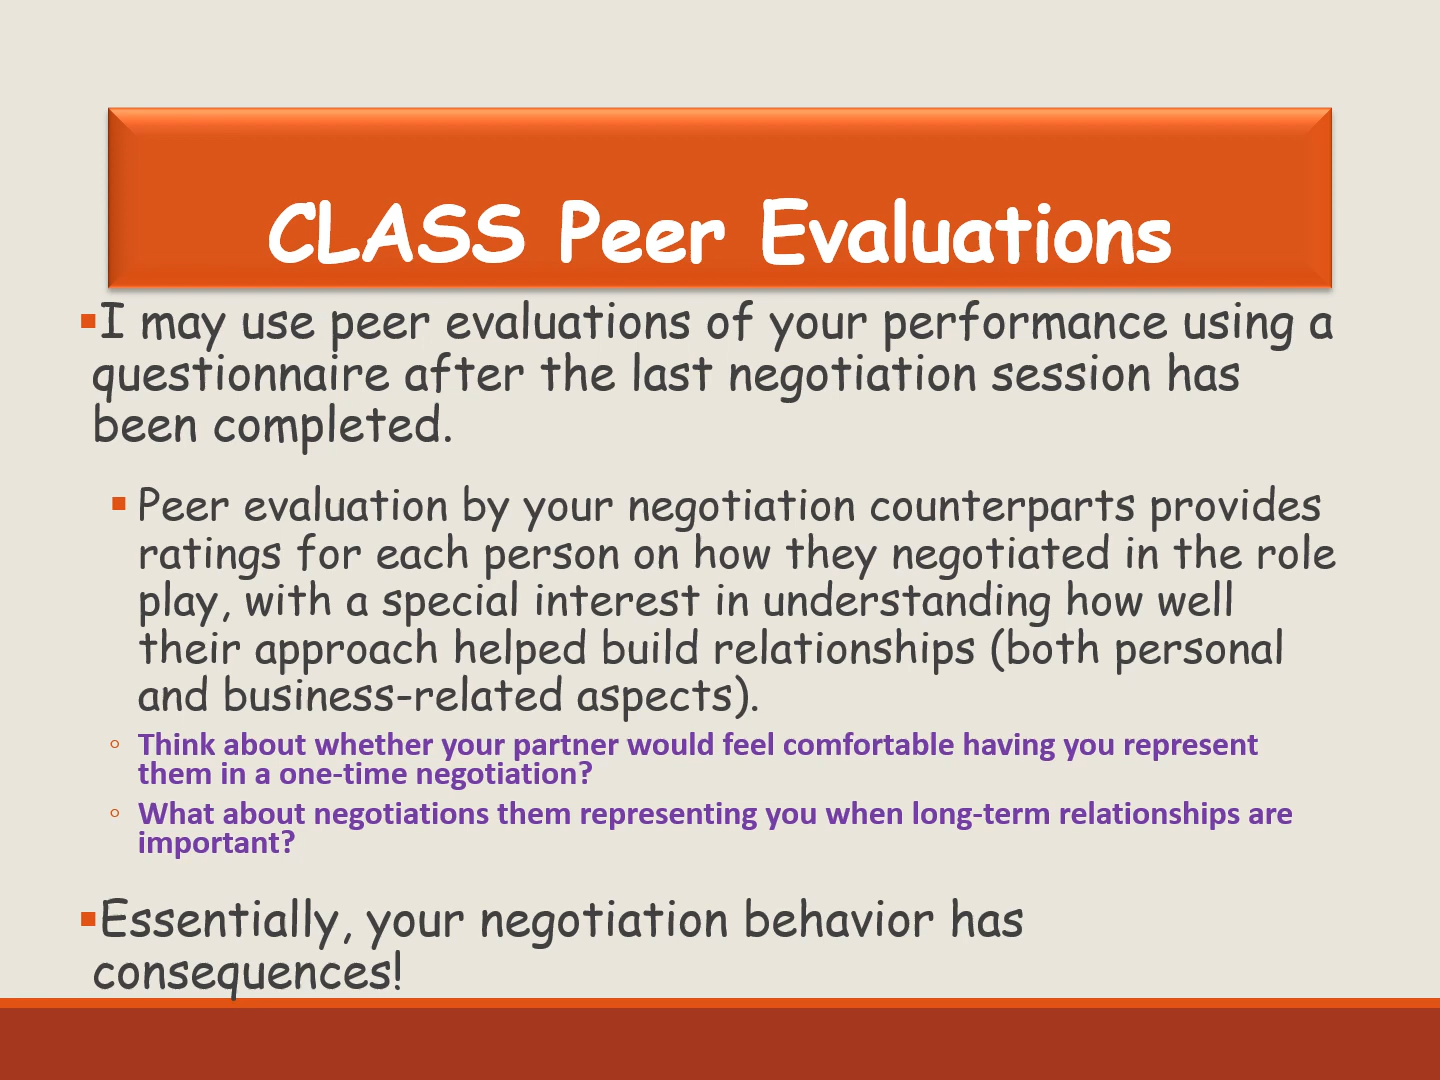 CLASS Peer Evaluations
▪I may use peer evaluations of your performance using a
questionnaire after the last negotiation session has
been completed.
▪ Peer evaluation by your negotiation counterparts provides
ratings for each person on how they negotiated in the role
play, with a special interest in understanding how well
their approach helped build relationships (both personal
and business-related aspects).
◦ Think about whether your partner would feel comfortable having you represent
them in a one-time negotiation?
◦ What about negotiations them representing you when long-term relationships are
important?
▪Essentially, your negotiation behavior has
consequences!